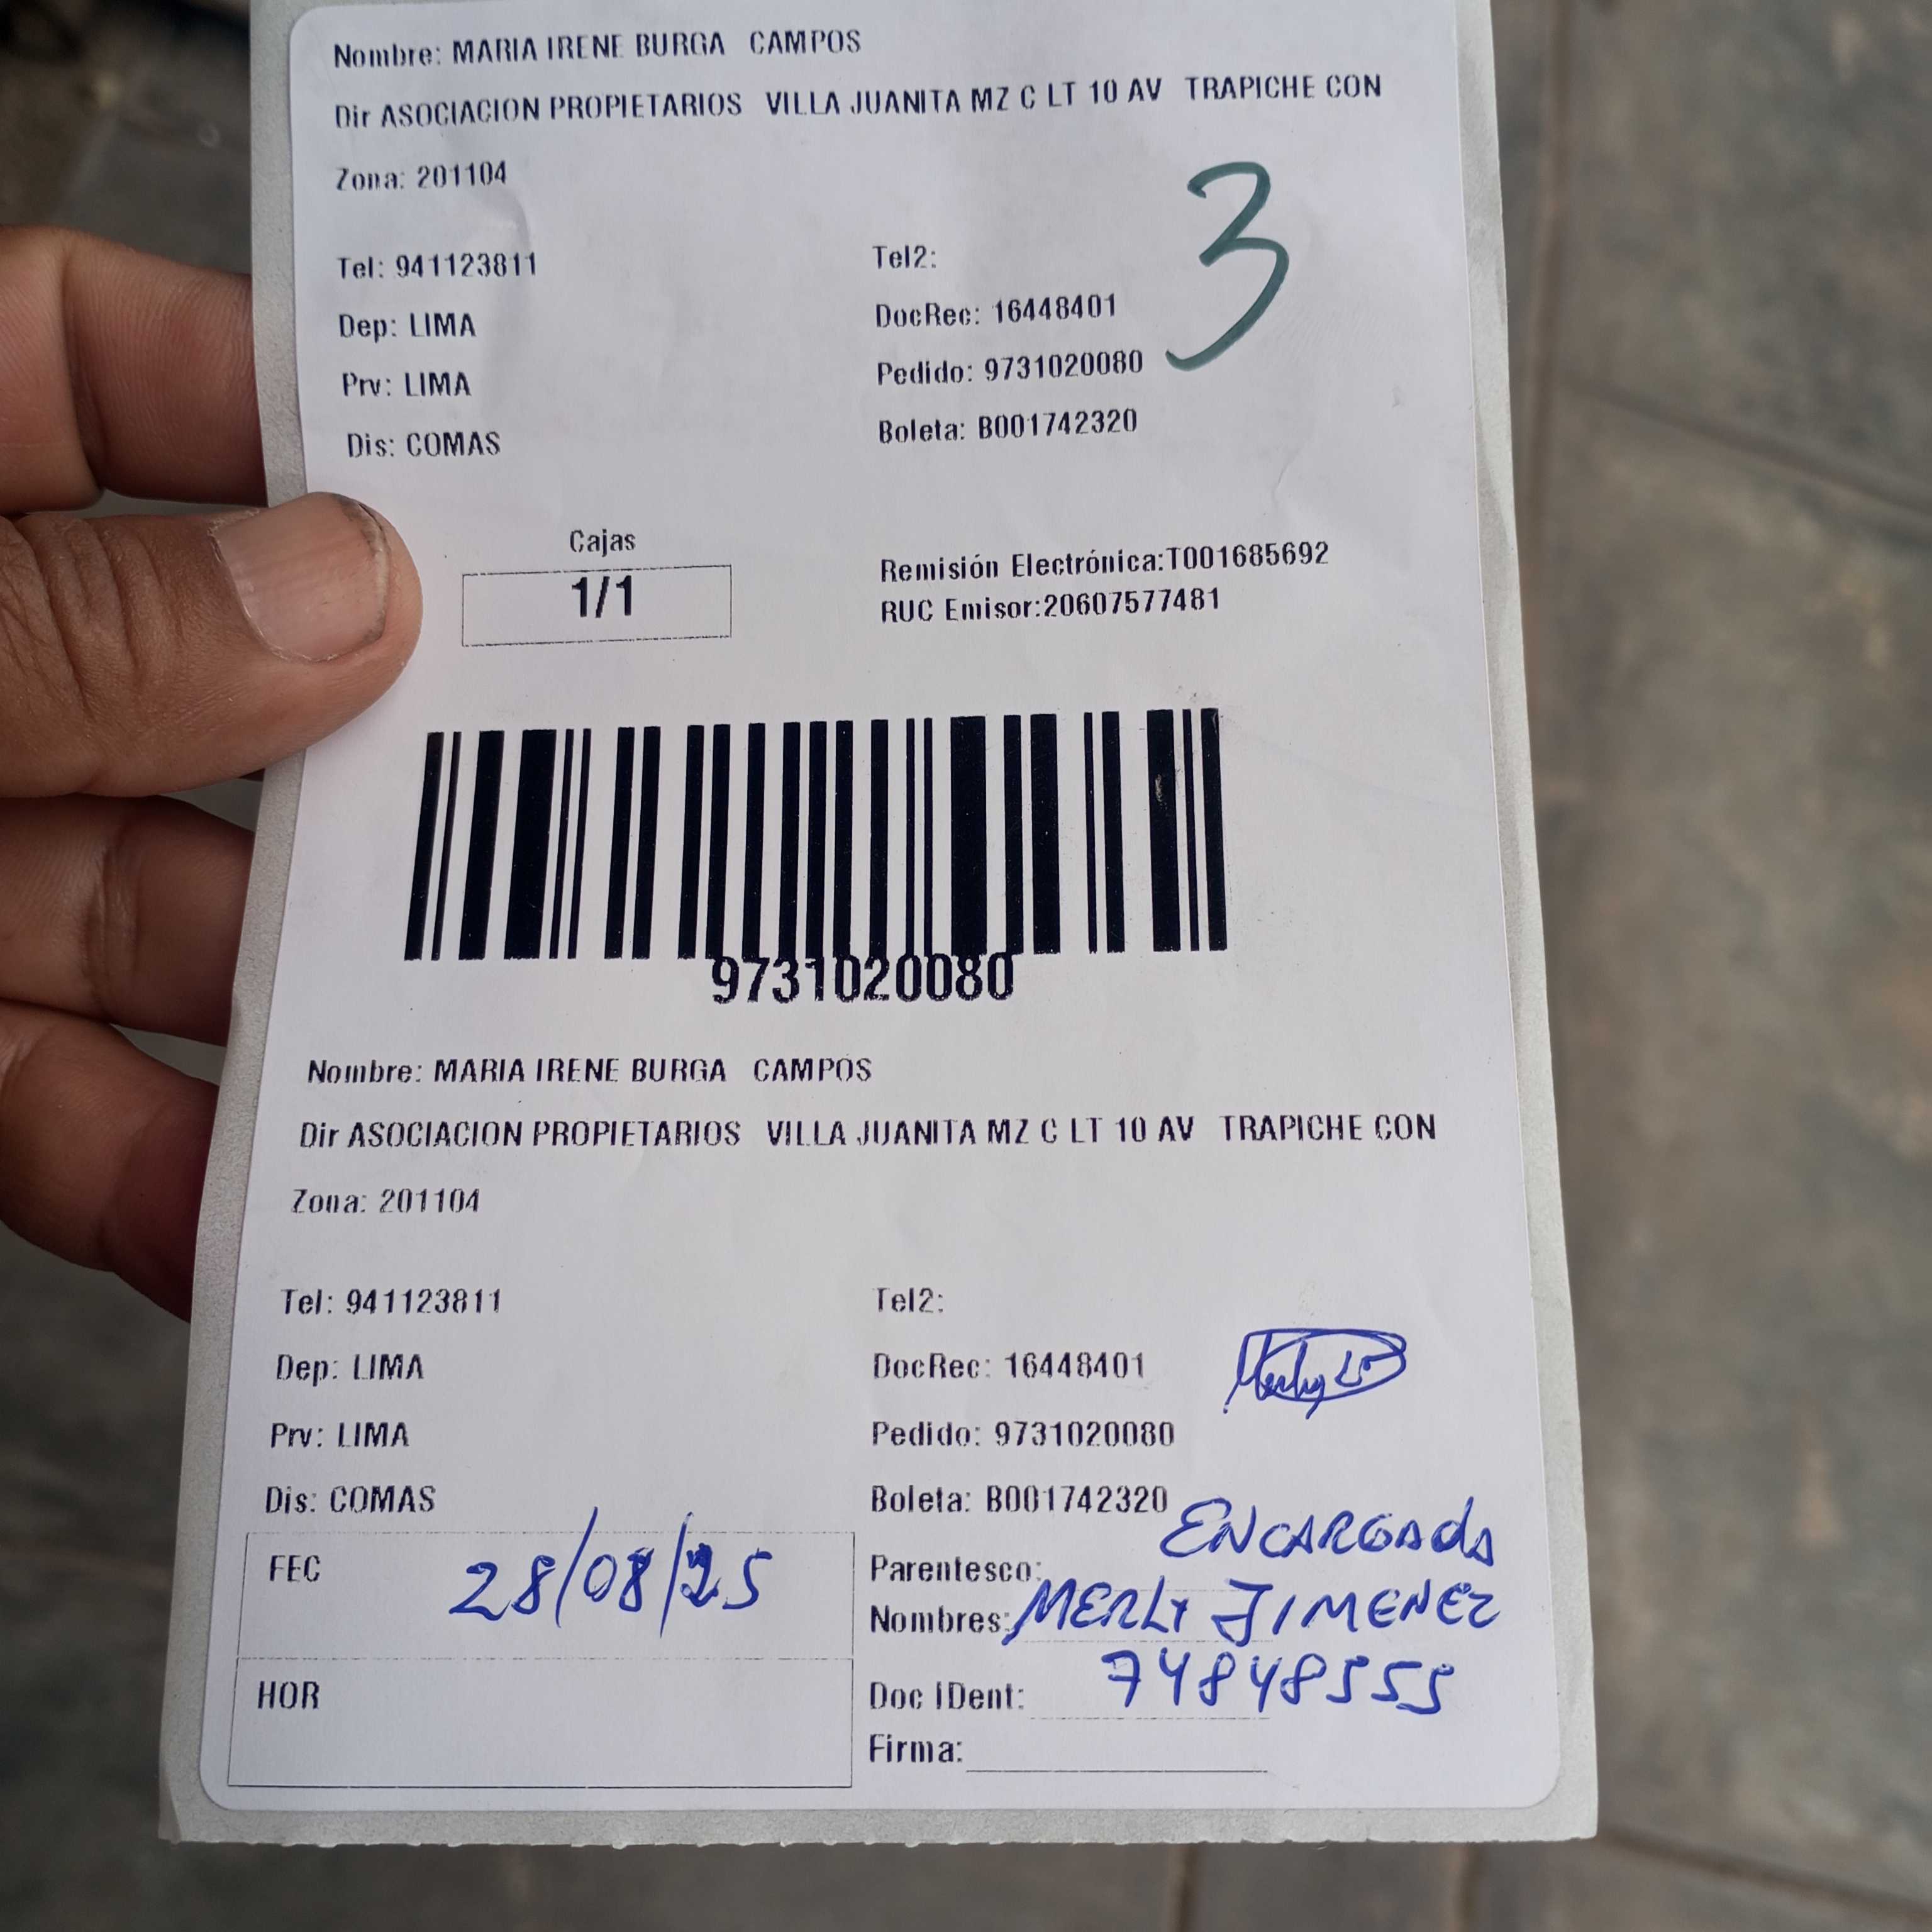 Nombre: MARIA IRENE BURGA CAMPOS
Dir ASOCIACION PROPIETARIOS VILLA JUANITA MZ C LT 10 AV TRAPICHE CON
Zona: 201104
3
Tel: 941123811 Tel2:
Dep: LIMA DocRec: 16448401
Prv: LIMA Pedido: 9731020080
Dis: COMAS Boleta: B001742320
Cajas
1/1
Remisión Electrónica:T001685692
RUC Emisor:20607577481
9731020080
Nombre: MARIA IRENE BURGA CAMPOS
Dir ASOCIACION PROPIETARIOS VILLA JUANITA MZ C LT 10 AV TRAPICHE CON
Zona: 201104
Tel: 941123811 Tel2:
Dep: LIMA DocRec: 16448401
Prv: LIMA Pedido: 9731020080
Dis: COMAS Boleta: B001742320
FEC 28/08/25
HOR
Parentesco: ENCARGADA
Nombres: MERLY JIMENEZ
Doc IDent: 74848555
Firma: